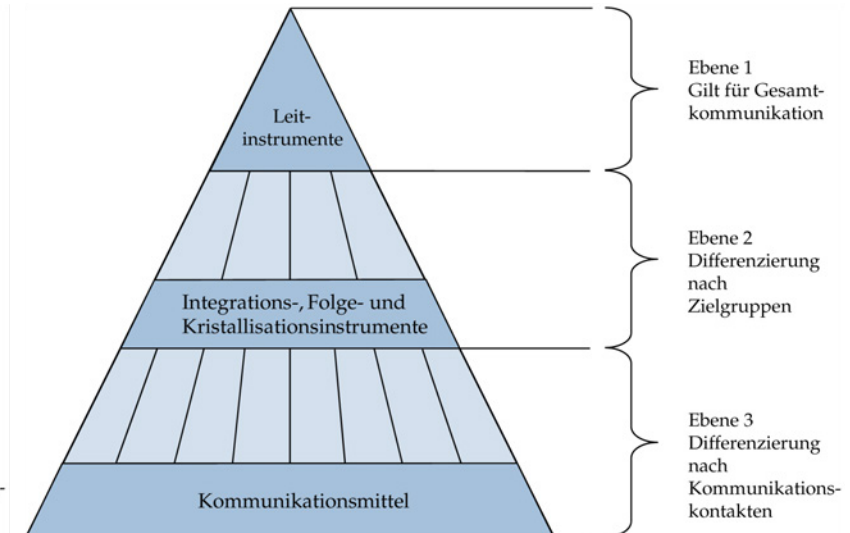 Leit-
instrumente
Ebene 1
Gilt für Gesamt-
kommunikation
Integrations-, Folge- und
Kristallisationsinstrumente
Ebene 2
Differenzierung
nach
Zielgruppen
Kommunikationsmittel
Ebene 3
Differenzierung
nach
Kommunikations-
kontakten
-